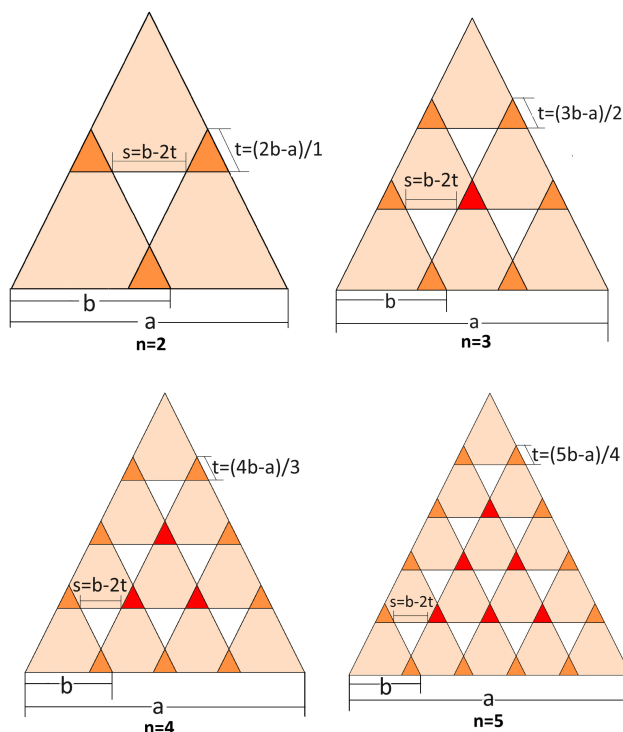 t=(2b-a)/1
s=b-2t
b
a
n=2
t=(3b-a)/2
s=b-2t
b
a
n=3
t=(4b-a)/3
s=b-2t
b
a
n=4
t=(5b-a)/4
s=b-2t
b
a
n=5